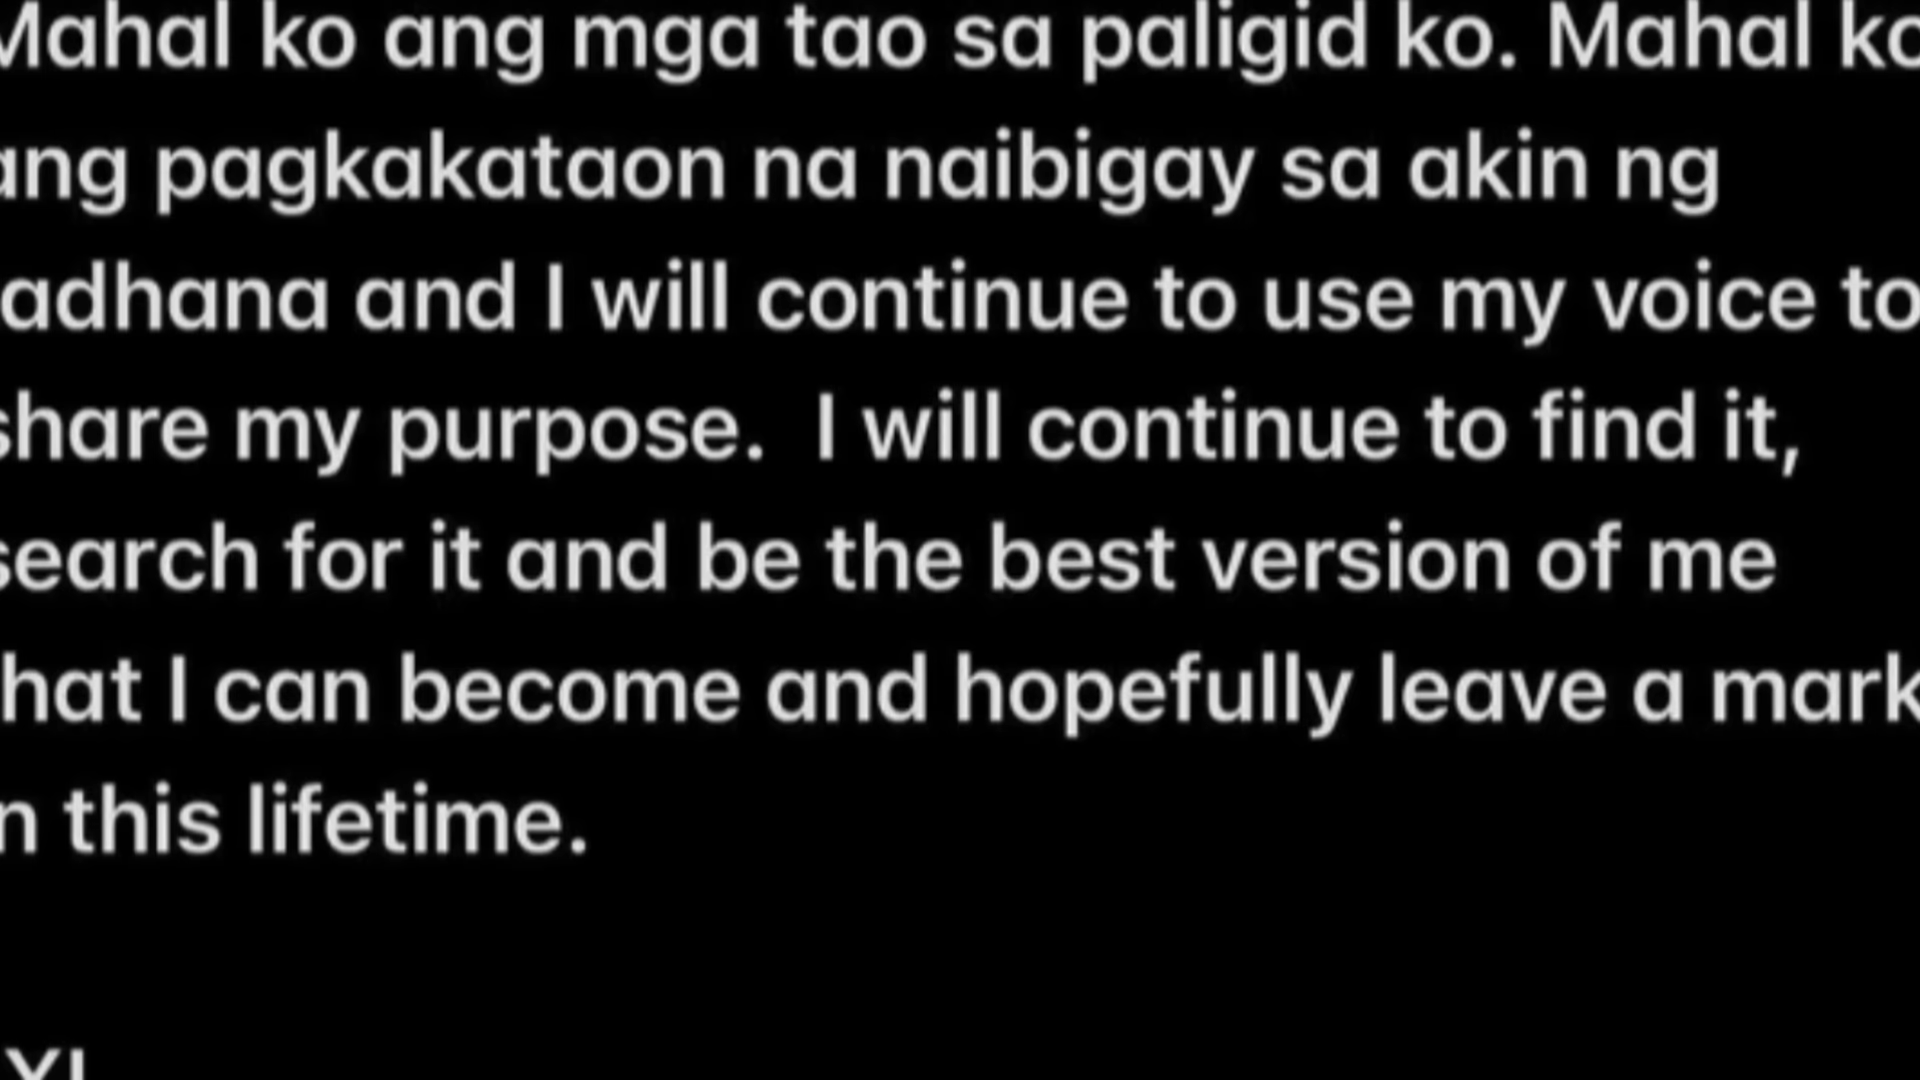 Mahal ko ang mga tao sa paligid ko. Mahal ko
ang pagkakataon na naibigay sa akin ng
adhana and I will continue to use my voice to
share my purpose.  I will continue to find it,
search for it and be the best version of me
hat I can become and hopefully leave a mark
n this lifetime.